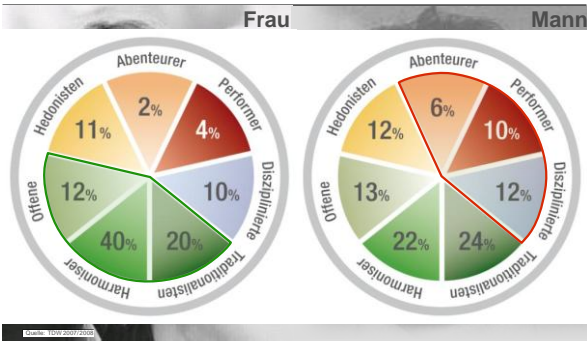 Frau
Abenteurer
Hedonisten
Performer
2%
11%
4%
12%
10%
40%
20%
Offene
Disziplinierte
Harmoniser
Traditionalisten
Mann
Abenteurer
Hedonisten
Performer
6%
12%
10%
13%
12%
22%
24%
Offene
Disziplinierte
Harmoniser
Traditionalisten
Quelle: TDW 2007/2008